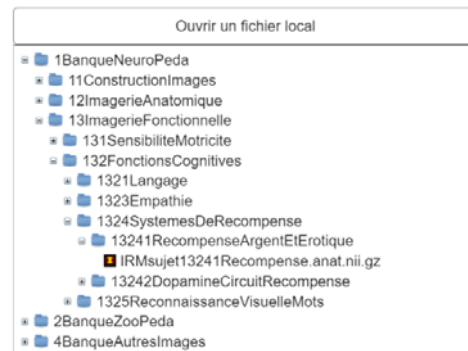 Ouvrir un fichier local
1BanqueNeuroPeda
11ConstructionImages
12ImagerieAnatomique
13ImagerieFonctionnelle
131SensibiliteMotricite
132FonctionsCognitives
1321Langage
1323Empathie
1324SystemesDeRecompense
13241RecompenseArgentEtErotique
IRMsujet13241Recompense.anat.nii.gz
13242DopamineCircuitRecompense
1325ReconnaissanceVisuelleMots
2BanqueZooPeda
4BanqueAutresImages